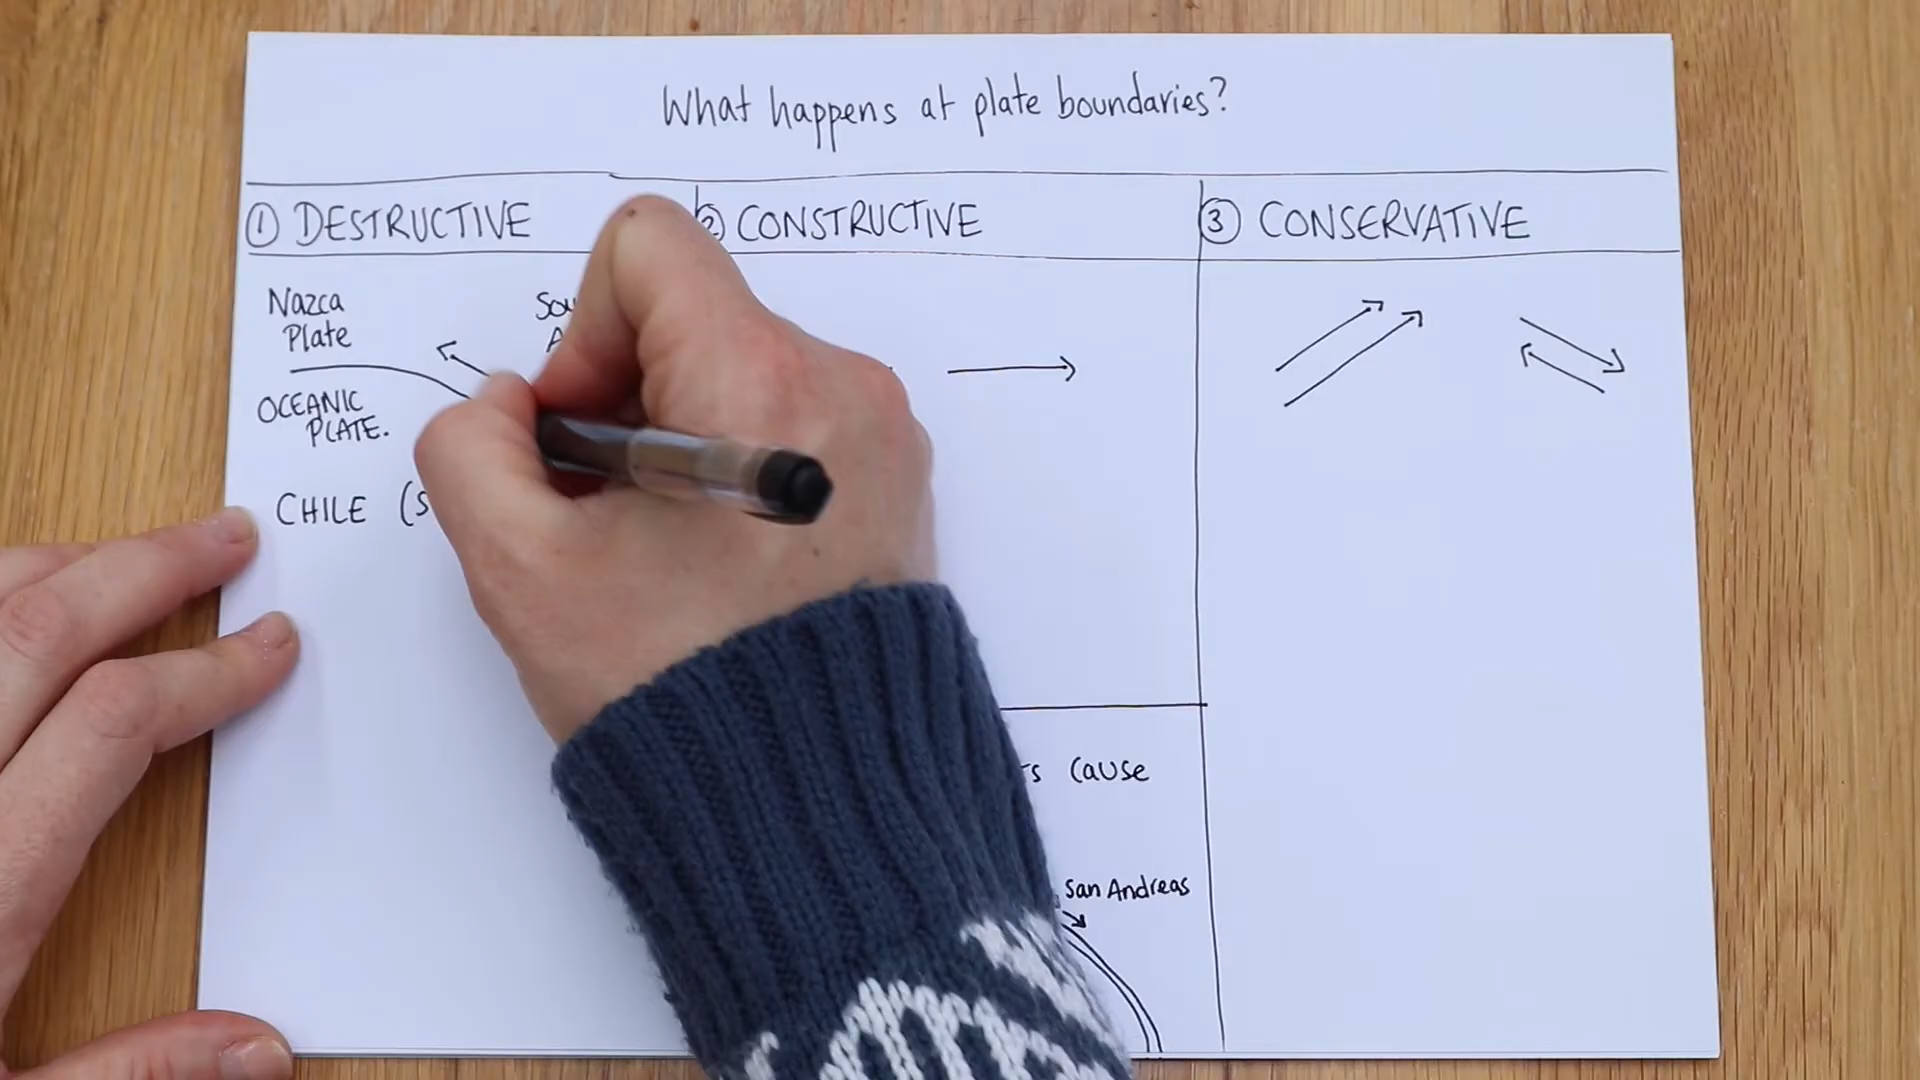 What happens at plate boundaries?
① DESTRUCTIVE
② CONSTRUCTIVE
③ CONSERVATIVE
Nazca
Plate
OCEANIC
PLATE.
CHILE
cause
San Andreas